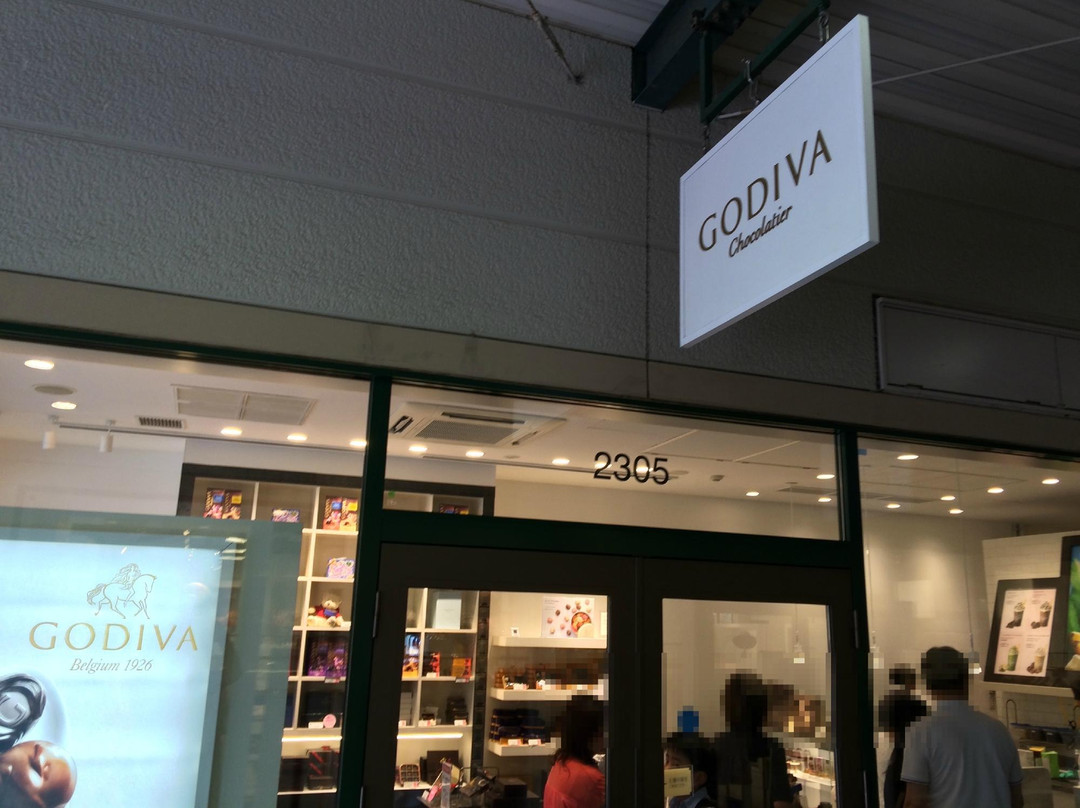 GODIVA
Chocolatier
2305
GODIVA
Belgium 1926